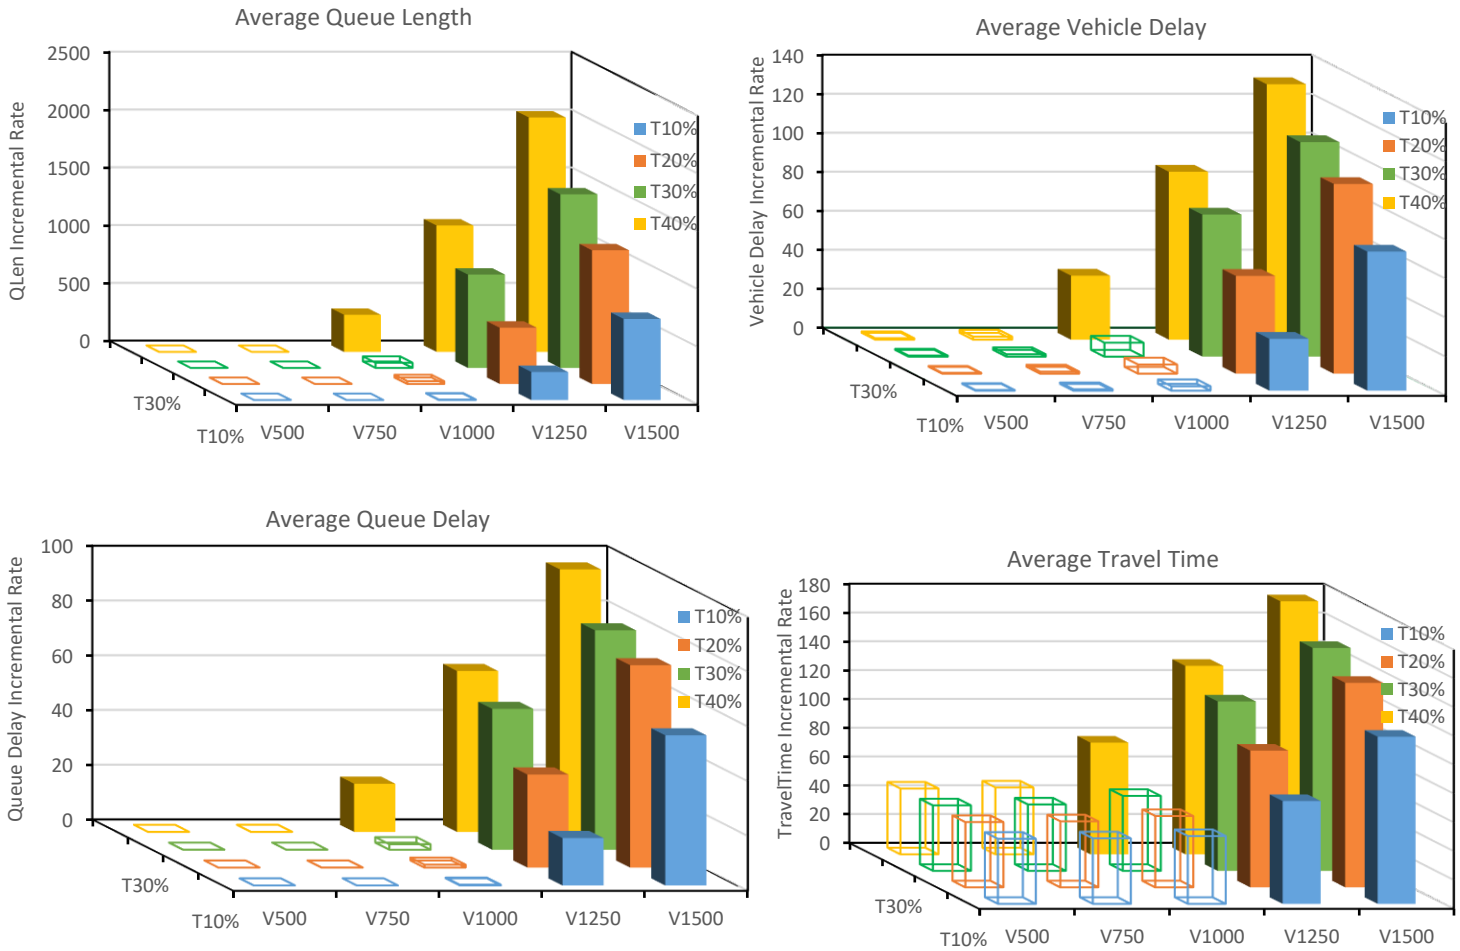 Average Queue Length
QLen Incremental Rate
2500
2000
1500
1000
500
0
T10%
T20%
T30%
T40%
T30%
T10%
V500
V750
V1000
V1250
V1500
Average Vehicle Delay
Vehicle Delay Incremental Rate
140
120
100
80
60
40
20
0
T10%
T20%
T30%
T40%
T30%
T10%
V500
V750
V1000
V1250
V1500
Average Queue Delay
Queue Delay Incremental Rate
100
80
60
40
20
0
T10%
T20%
T30%
T40%
T30%
T10%
V500
V750
V1000
V1250
V1500
Average Travel Time
TravelTime Incremental Rate
180
160
140
120
100
80
60
40
20
0
T10%
T20%
T30%
T40%
T30%
T10%
V500
V750
V1000
V1250
V1500